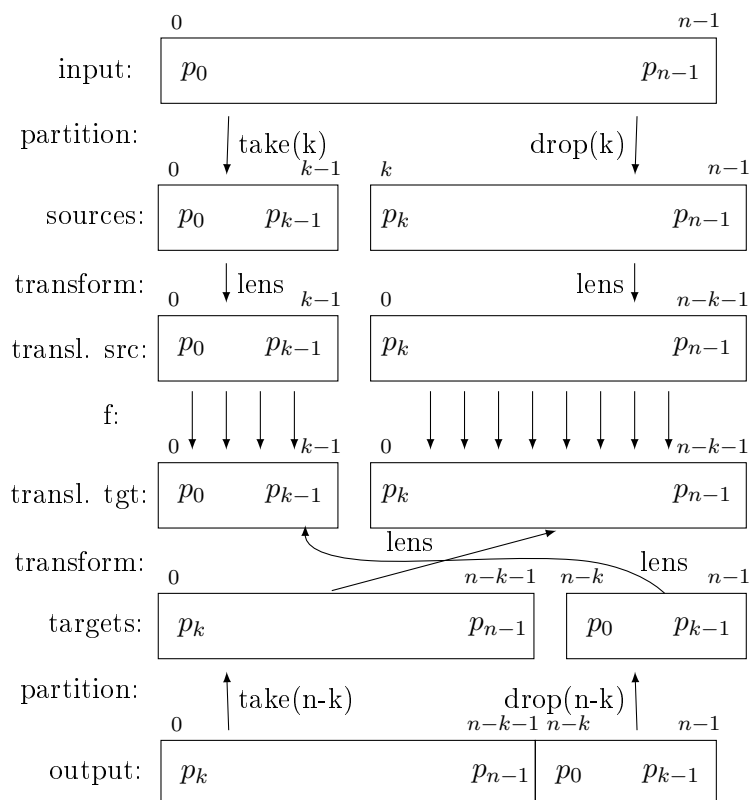 0 n−1
input: p0 pn−1
partition: take(k) drop(k)
0 k−1 k n−1
sources: p0 pk−1 pk pn−1
transform: lens lens
0 k−1 0 n−k−1
transl. src: p0 pk−1 pk pn−1
f:
0 k−1 0 n−k−1
transl. tgt: p0 pk−1 pk pn−1
transform: lens lens
0 n−k−1 n−k n−1
targets: pk pn−1 p0 pk−1
partition: take(n-k) drop(n-k)
0 n−k−1 n−k n−1
output: pk pn−1 p0 pk−1